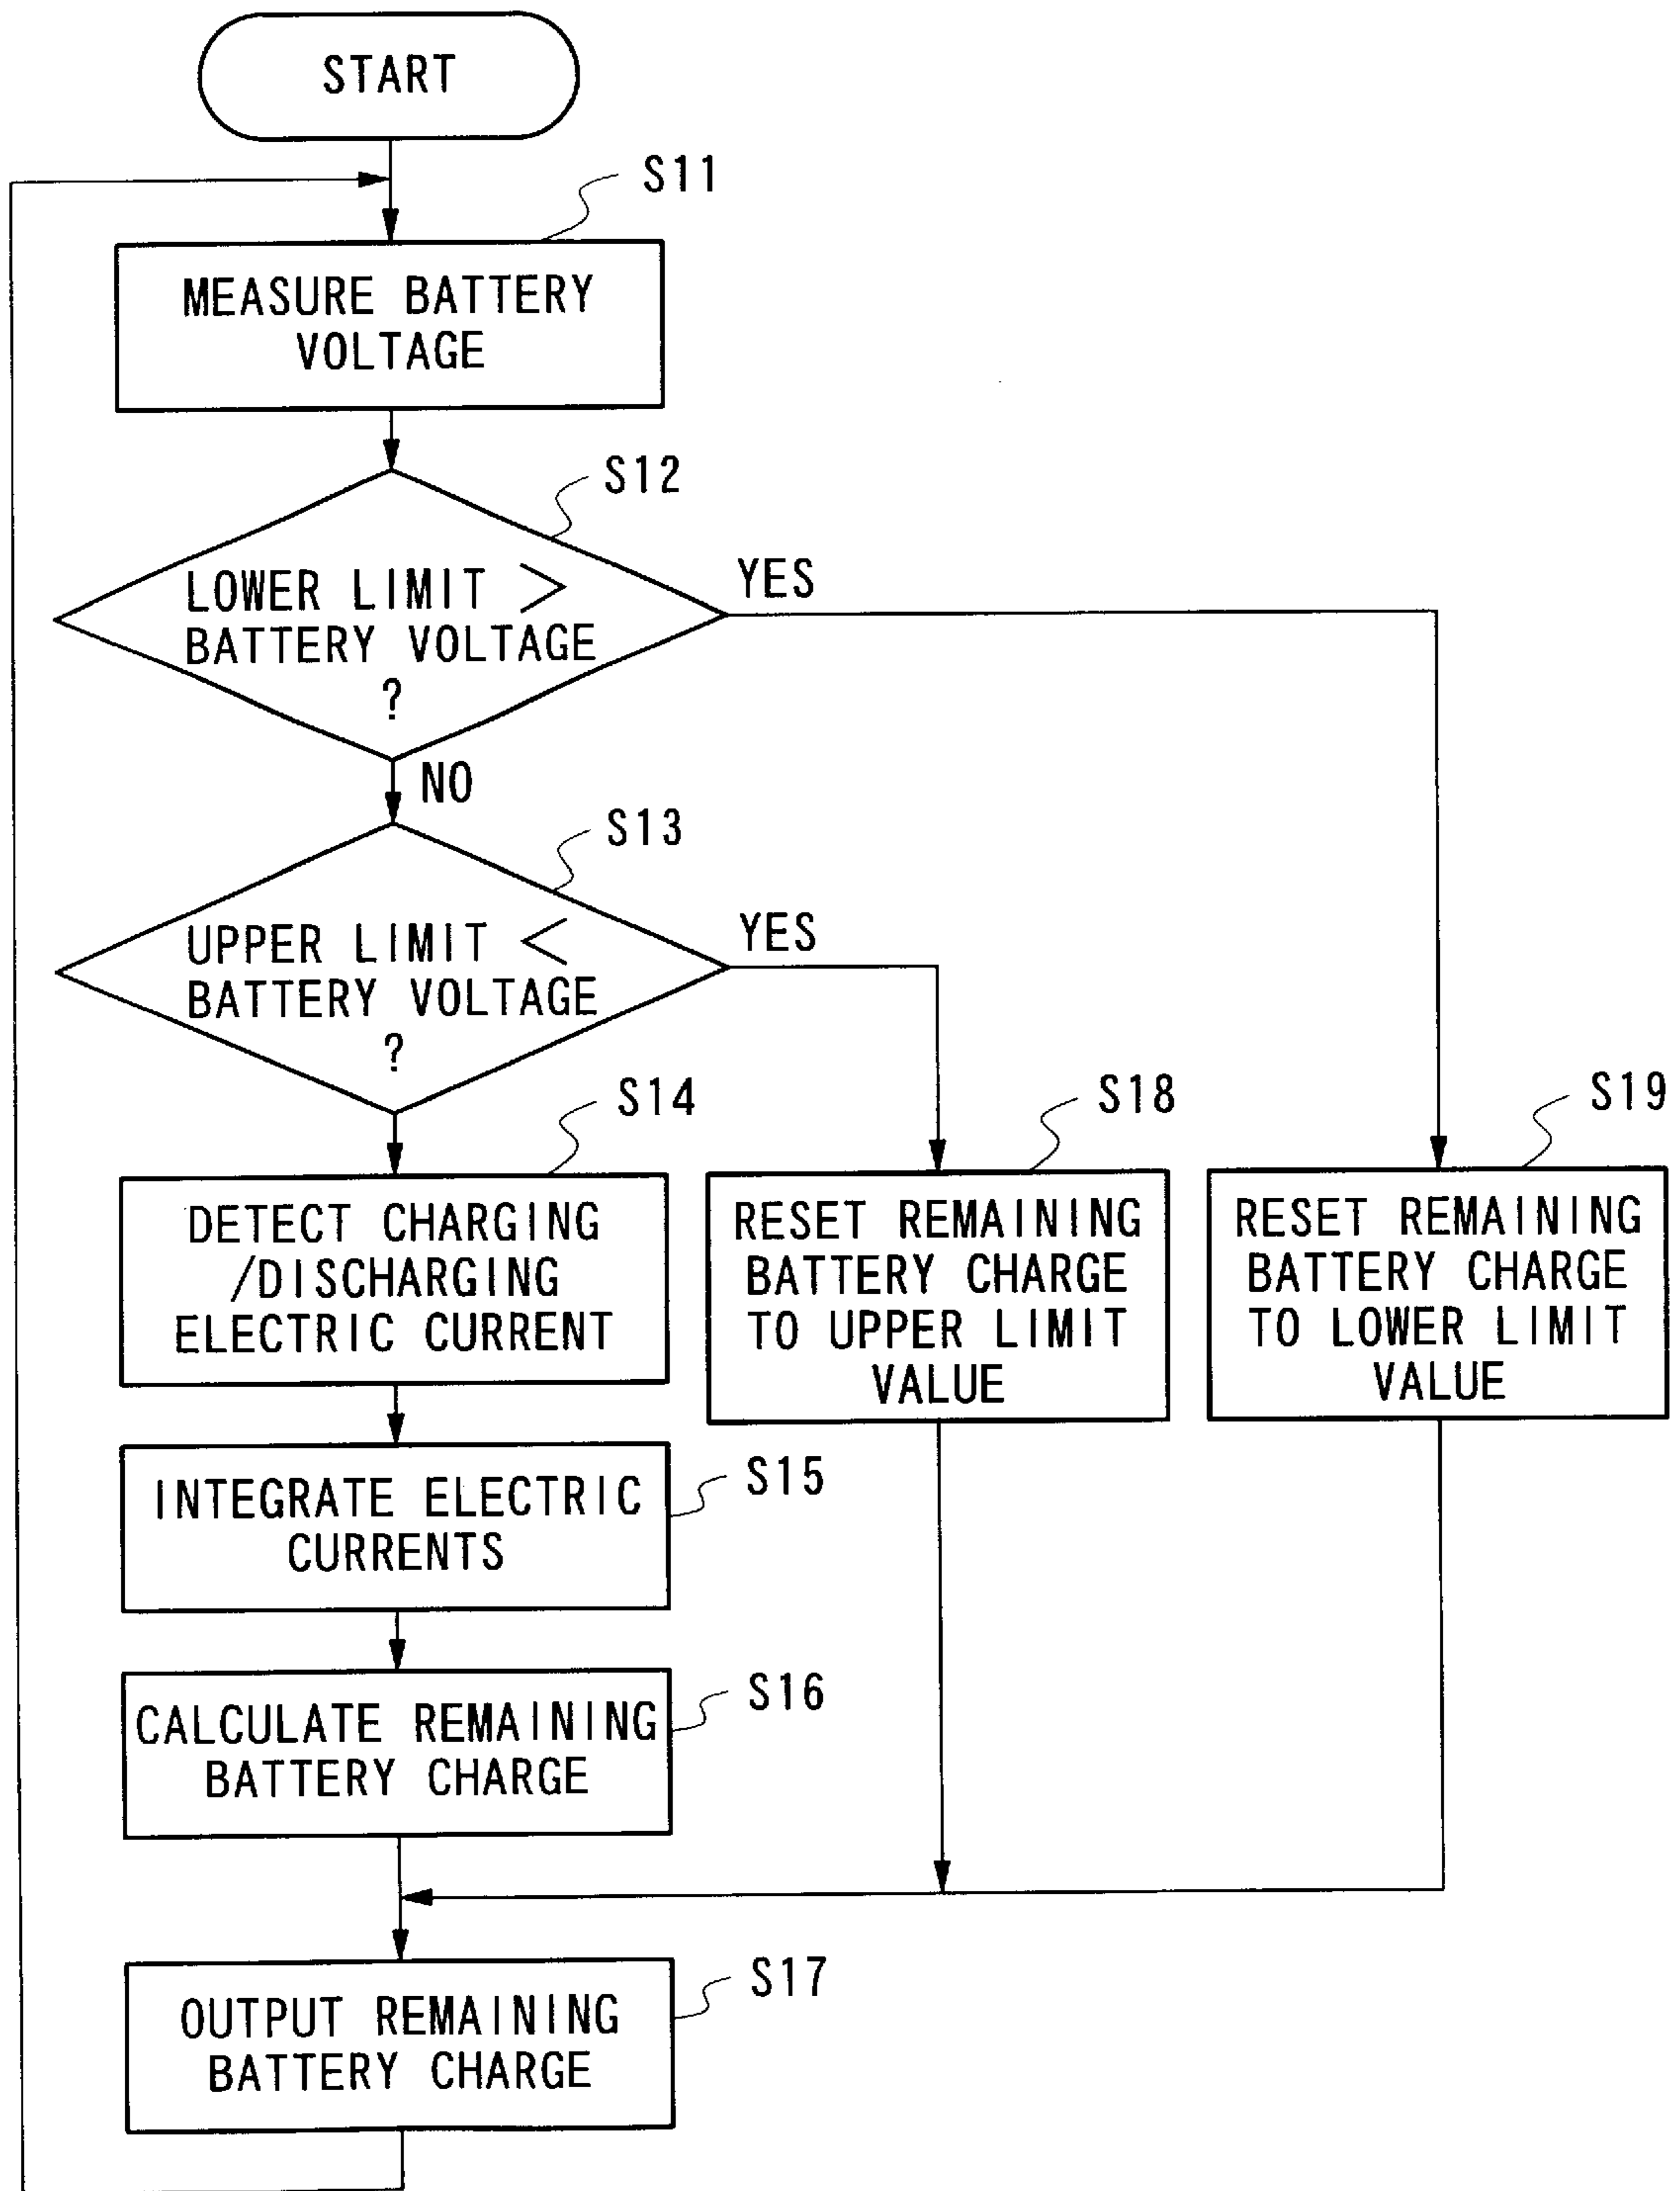 START
S11
MEASURE BATTERY
VOLTAGE
S12
LOWER LIMIT >
BATTERY VOLTAGE
?
YES
NO
S13
UPPER LIMIT <
BATTERY VOLTAGE
?
YES
S14
DETECT CHARGING
/DISCHARGING
ELECTRIC CURRENT
S18
RESET REMAINING
BATTERY CHARGE
TO UPPER LIMIT
VALUE
S19
RESET REMAINING
BATTERY CHARGE
TO LOWER LIMIT
VALUE
S15
INTEGRATE ELECTRIC
CURRENTS
S16
CALCULATE REMAINING
BATTERY CHARGE
S17
OUTPUT REMAINING
BATTERY CHARGE